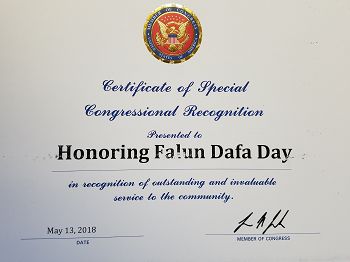 Certificate of Special
Congressional Recognition
Presented to
Honoring Falun Dafa Day
in recognition of outstanding and invaluable
service to the community.
May 13, 2018
DATE
MEMBER OF CONGRESS